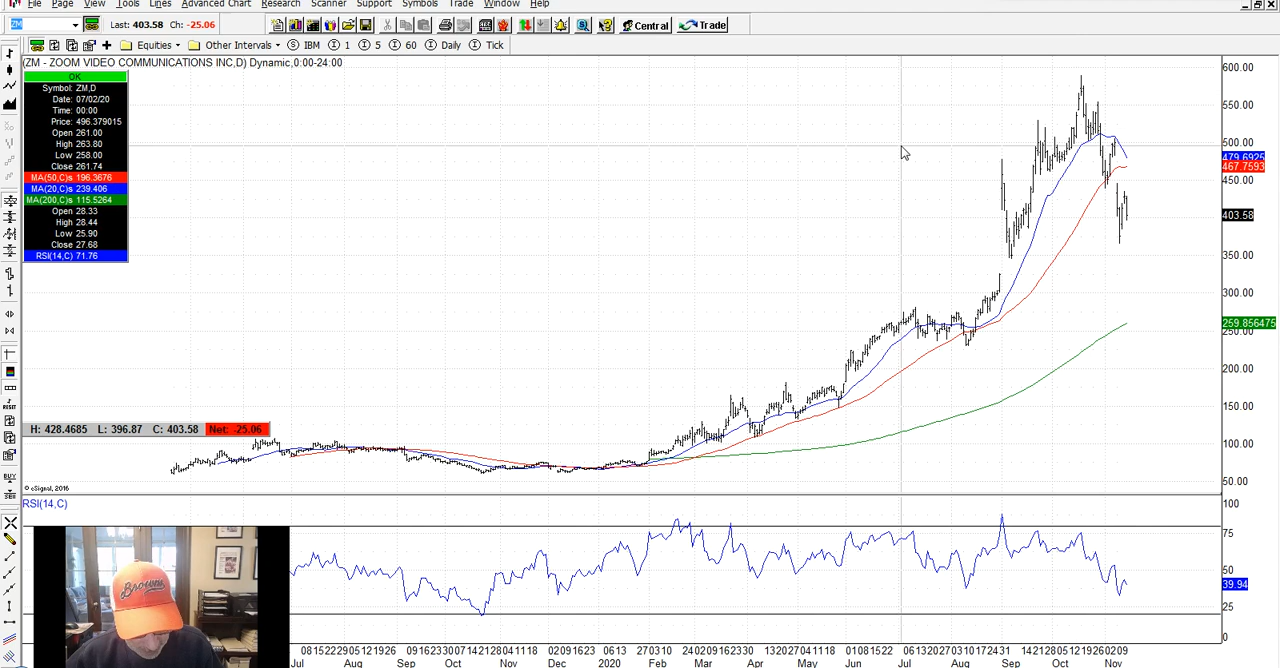 File Page View Tools Lines Advanced Chart Research Scanner Support Symbols Trade Window Help
ZM Last: 403.58 Ch: -25.06 Central Trade
Equities Other Intervals IBM 1 5 60 Daily Tick
(ZM - ZOOM VIDEO COMMUNICATIONS INC,D) Dynamic,0:00-24:00
OK
Symbol: ZM,D
Date: 07/02/20
Time: 00:00
Price: 496.379015
Open 261.00
High 263.80
Low 258.00
Close 261.74
MA(50,C)s 196.3676
MA(20,C)s 239.406
MA(200,C)s 115.5264
Open 28.33
High 28.44
Low 25.90
Close 27.68
RSI(14,C) 71.76
600.00
550.00
500.00
479.6925
467.7593
450.00
403.58
350.00
300.00
259.856475
250.00
200.00
150.00
100.00
50.00
H: 428.4685 L: 396.87 C: 403.58 Net: -25.06
© eSignal, 2016
RESET
BUY
SELL
RSI(14,C)
100
75
50
39.94
25
0
Brown
Jul Aug Sep Oct Nov Dec 2020 Feb Mar Apr May Jun Jul Aug Sep Oct Nov